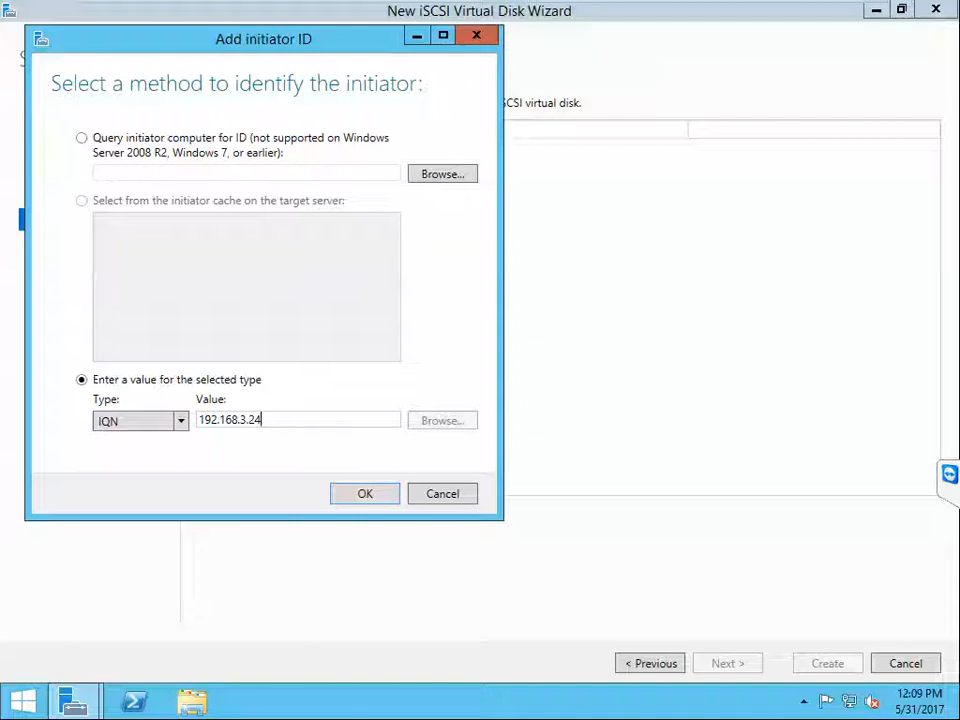 New iSCSI Virtual Disk Wizard
Add initiator ID
Select a method to identify the initiator:
SCSI virtual disk.
Query initiator computer for ID (not supported on Windows
Server 2008 R2, Windows 7, or earlier):
Browse...
Select from the initiator cache on the target server:
Enter a value for the selected type
Type:
Value:
IQN
192.168.3.24
Browse...
OK
Cancel
< Previous
Next >
Create
Cancel
12:09 PM
5/31/2017